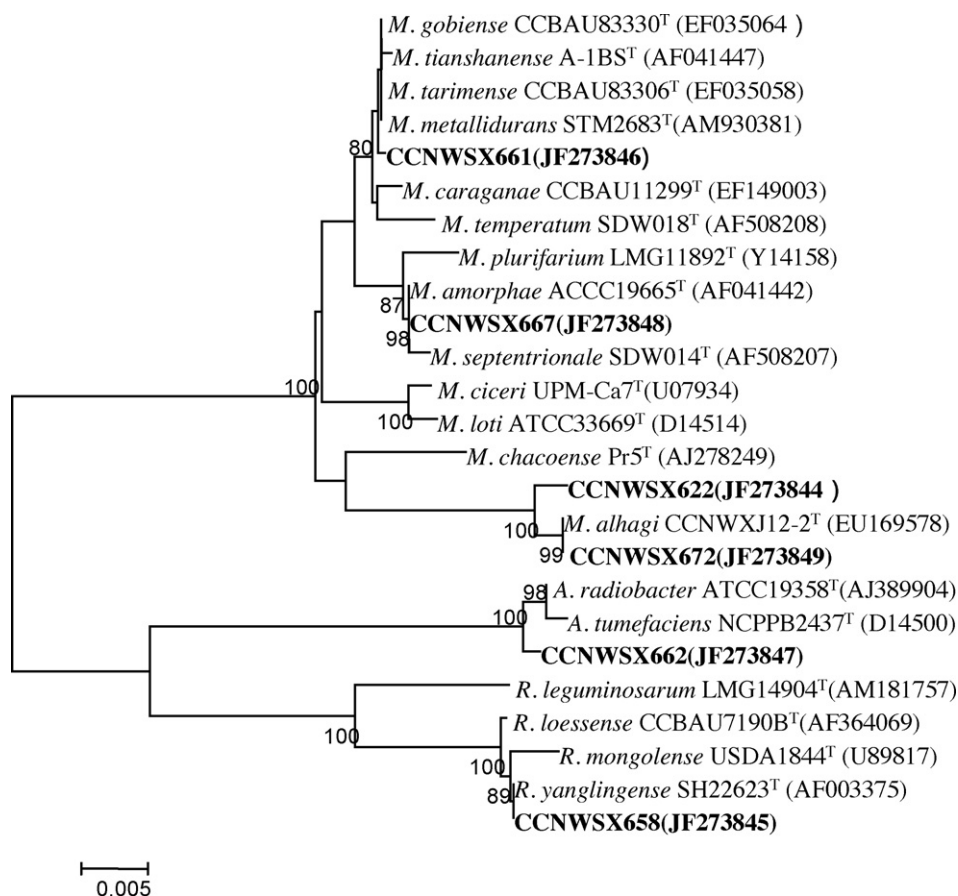 M. gobiense CCBAU83330ᵀ (EF035064 )
M. tianshanense A-1BSᵀ (AF041447)
M. tarimense CCBAU83306ᵀ (EF035058)
M. metallidurans STM2683ᵀ(AM930381)
80
CCNWSX661(JF273846)
M. caraganae CCBAU11299ᵀ (EF149003)
M. temperatum SDW018ᵀ (AF508208)
M. plurifarium LMG11892ᵀ (Y14158)
M. amorphae ACCC19665ᵀ (AF041442)
87
CCNWSX667(JF273848)
98
M. septentrionale SDW014ᵀ (AF508207)
100
M. ciceri UPM-Ca7ᵀ(U07934)
100
M. loti ATCC33669ᵀ (D14514)
M. chacoense Pr5ᵀ (AJ278249)
CCNWSX622(JF273844 )
100
M. alhagi CCNWXJ12-2ᵀ (EU169578)
99
CCNWSX672(JF273849)
98
A. radiobacter ATCC19358ᵀ(AJ389904)
100
A. tumefaciens NCPPB2437ᵀ (D14500)
CCNWSX662(JF273847)
R. leguminosarum LMG14904ᵀ(AM181757)
100
R. loessense CCBAU7190Bᵀ(AF364069)
R. mongolense USDA1844ᵀ (U89817)
100
R. yanglingense SH22623ᵀ (AF003375)
89
CCNWSX658(JF273845)
0.005